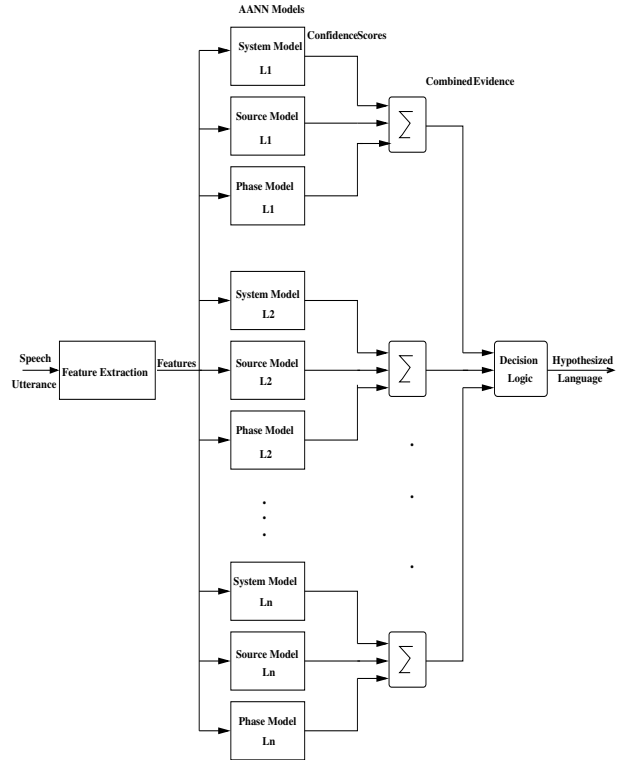 AANN Models
System Model
L1
ConfidenceScores
CombinedEvidence
Source Model
L1
∑
Phase Model
L1
System Model
L2
Speech
Utterance
Feature Extraction
Features
Source Model
L2
∑
Decision
Logic
Hypothesized
Language
Phase Model
L2
System Model
Ln
Source Model
Ln
∑
Phase Model
Ln